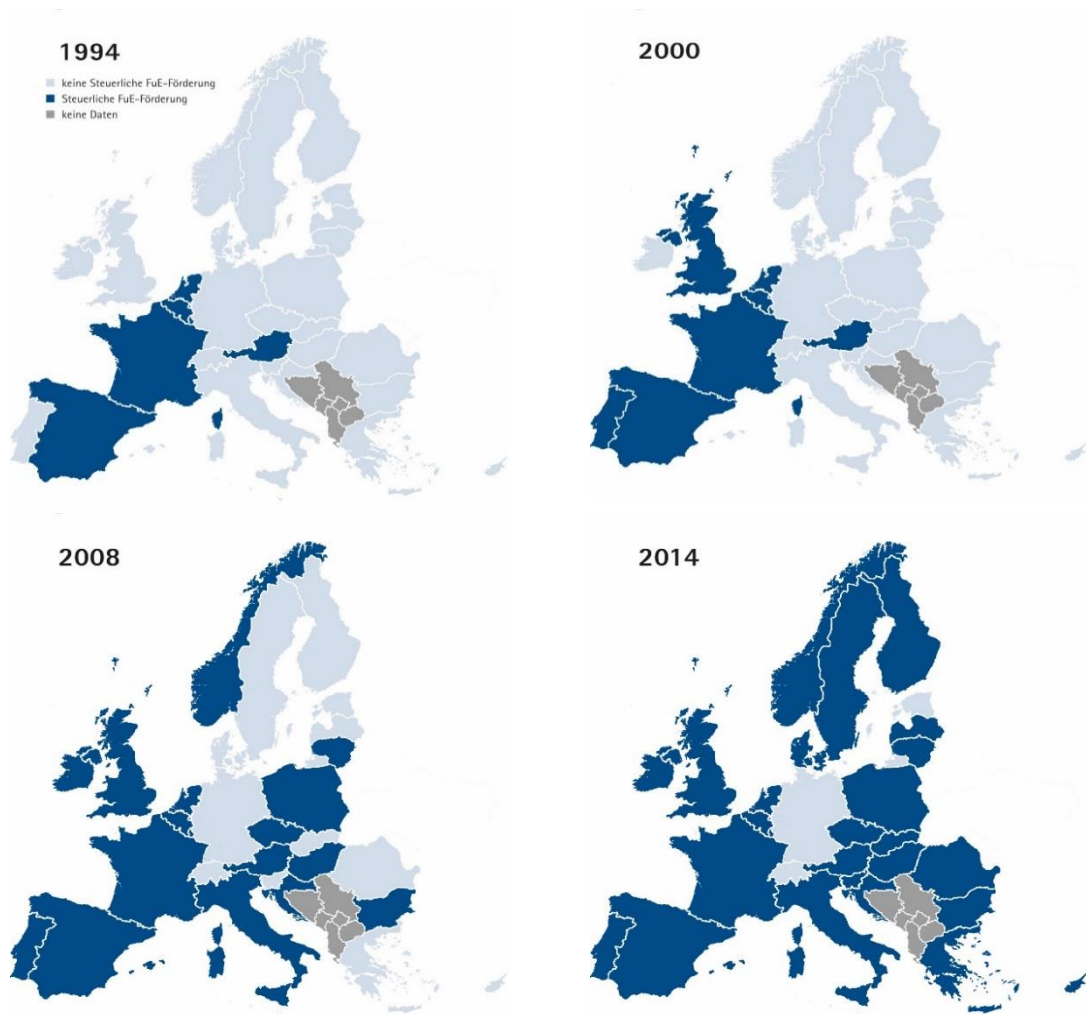 1994
keine Steuerliche FuE-Förderung
Steuerliche FuE-Förderung
keine Daten
2000
2008
2014